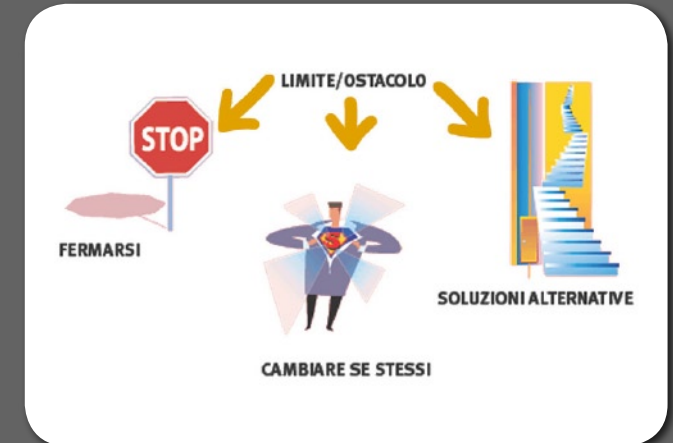 LIMITE/OSTACOLO
STOP
FERMARSI
S
CAMBIARE SE STESSI
SOLUZIONI ALTERNATIVE